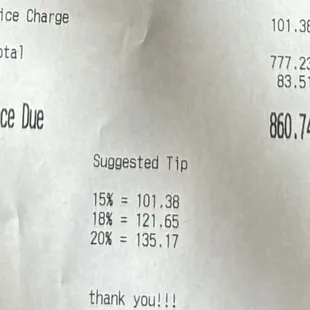 ice Charge 101.38
otal 777.23
83.51
ce Due 860.74
Suggested Tip
15% = 101.38
18% = 121.65
20% = 135.17
thank you!!!